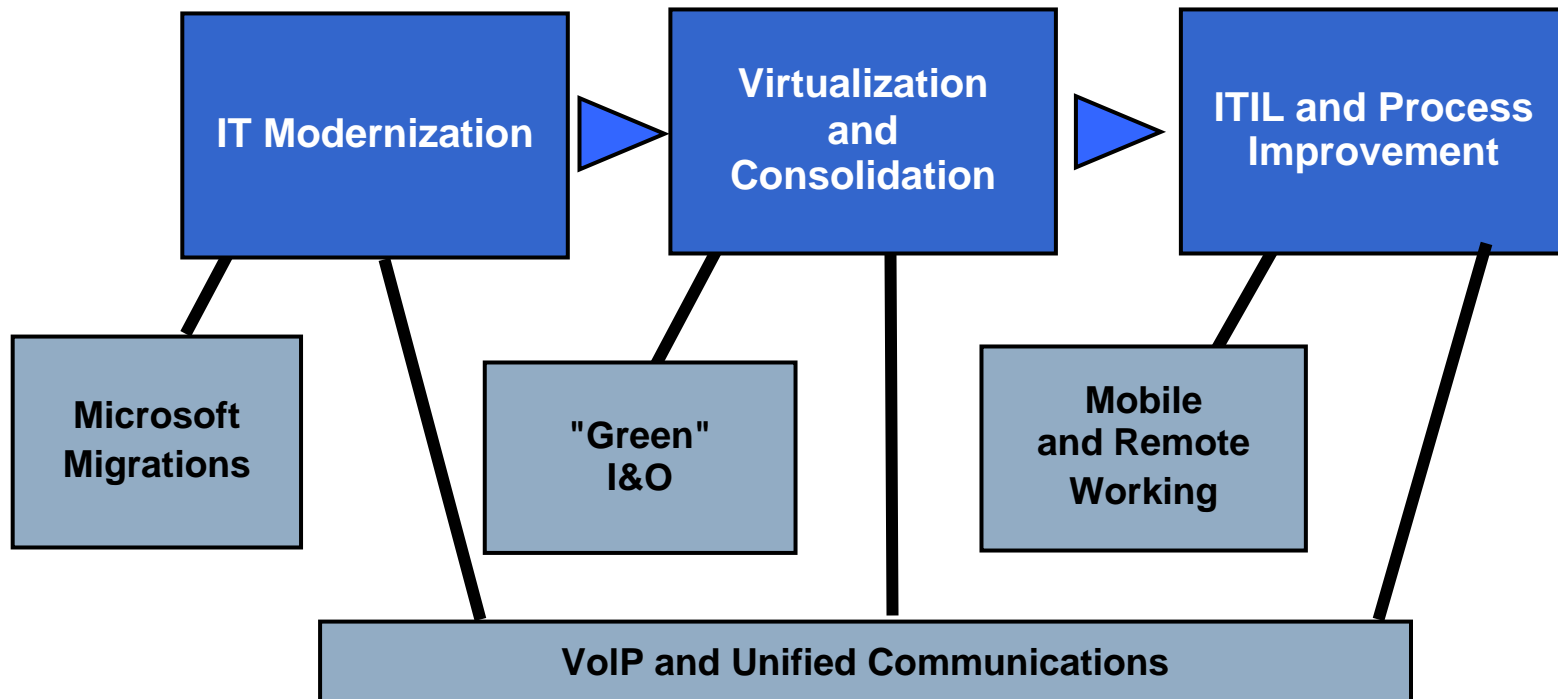 IT Modernization
Virtualization
and
Consolidation
ITIL and Process
Improvement
Microsoft
Migrations
"Green"
I&O
Mobile
and Remote
Working
VoIP and Unified Communications